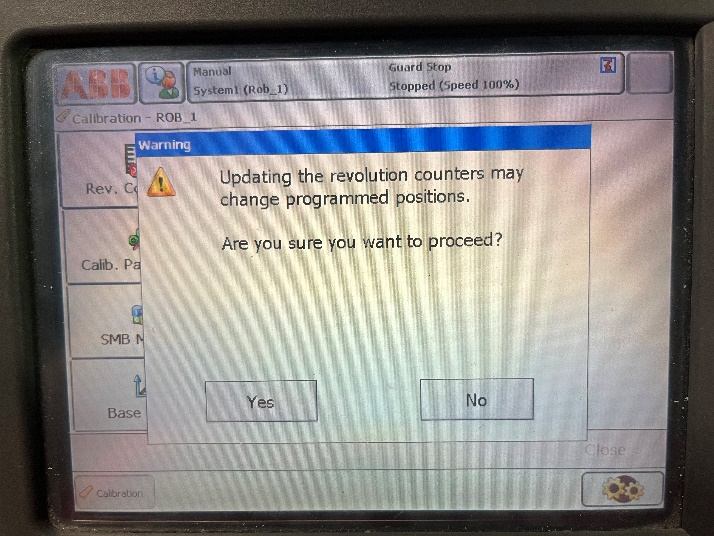 ABB
Manual
System1 (Rob_1)
Guard Stop
Stopped (Speed 100%)
Calibration - ROB_1
Warning
Updating the revolution counters may
change programmed positions.
Are you sure you want to proceed?
Rev. C
Calib. Pa
SMB M
Base
Yes
No
Close
Calibration